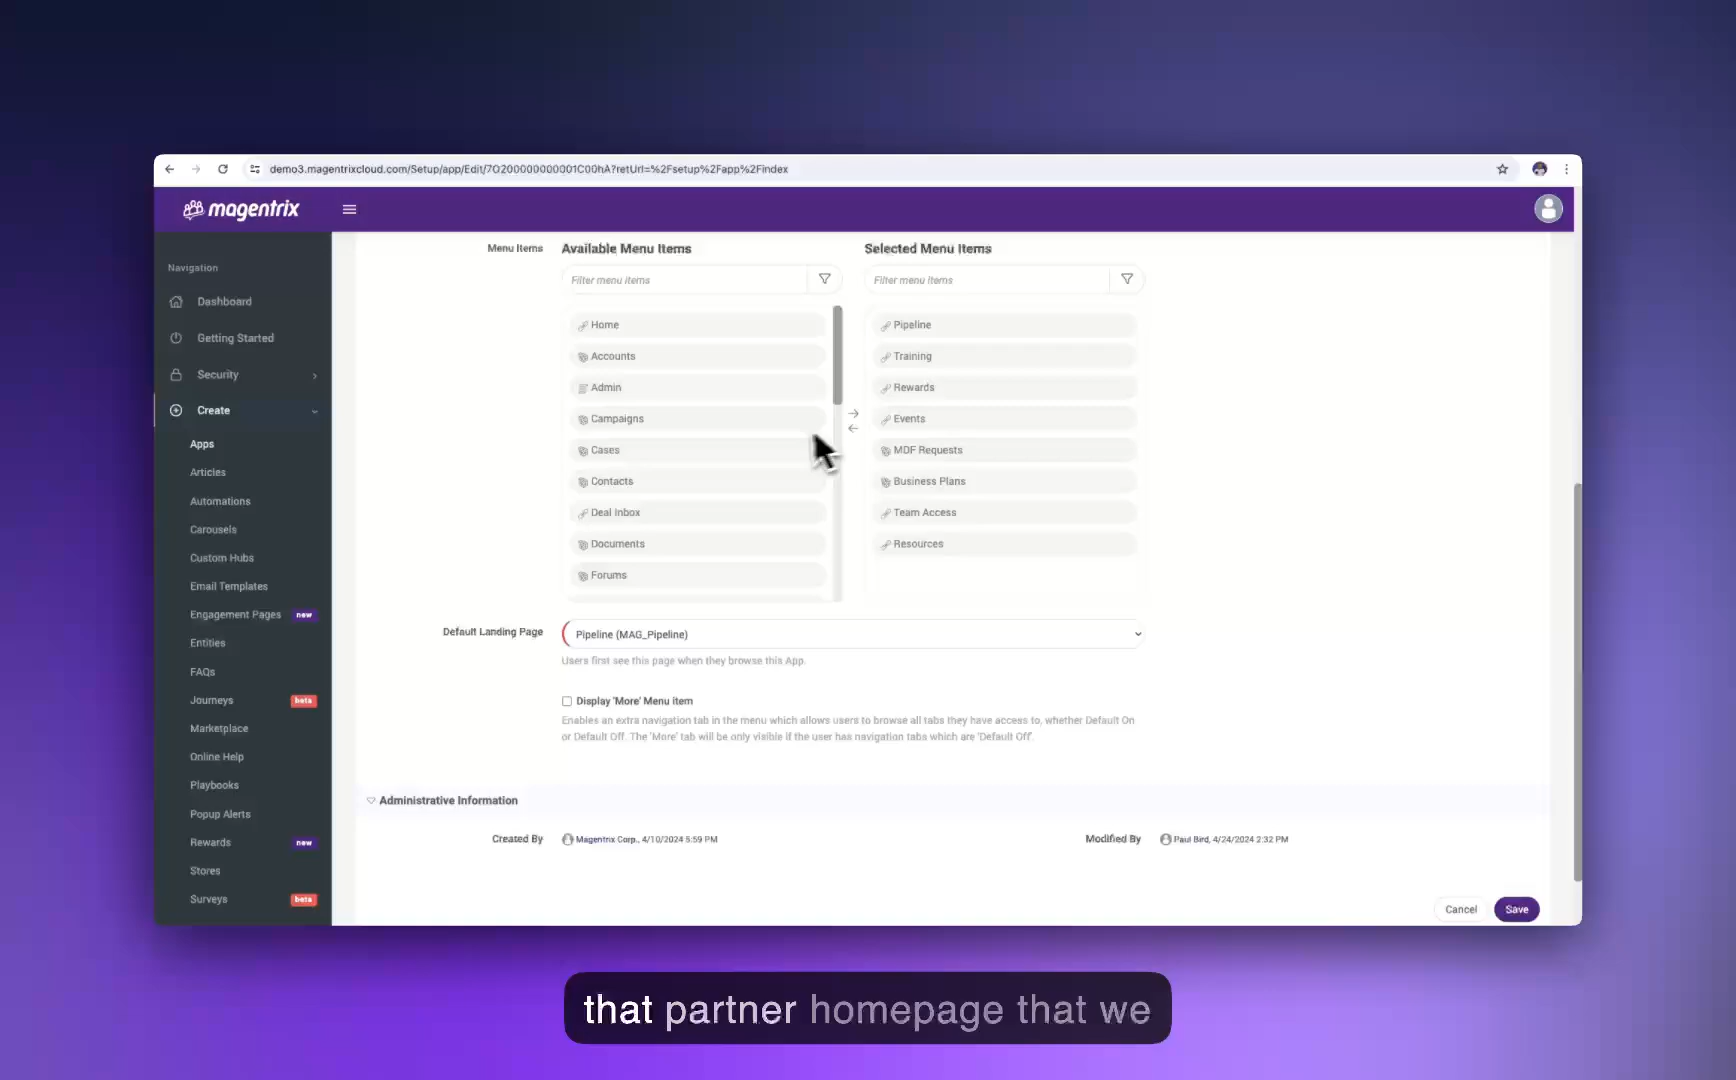 demo3.magentrixcloud.com/Setup/app/Edit/7Q200000000001C00hA?retUrl=%2Fsetup%2Fapp%2Findex
magentrix
Navigation
Dashboard
Getting Started
Security
Create
Apps
Articles
Automations
Carousels
Custom Hubs
Email Templates
Engagement Pages new
Entities
FAQs
Journeys beta
Marketplace
Online Help
Playbooks
Popup Alerts
Rewards new
Stores
Surveys beta
Menu Items
Available Menu Items
Filter menu items
Home
Accounts
Admin
Campaigns
Cases
Contacts
Deal Inbox
Documents
Forums
Selected Menu Items
Filter menu items
Pipeline
Training
Rewards
Events
MDF Requests
Business Plans
Team Access
Resources
Default Landing Page
Pipeline (MAG_Pipeline)
Users first see this page when they browse this App.
Display 'More' Menu item
Enables an extra navigation tab in the menu which allows users to browse all tabs they have access to, whether Default On
or Default Off. The 'More' tab will be only visible if the user has navigation tabs which are 'Default Off'.
Administrative Information
Created By
Magentrix Corp., 4/10/2024 5:59 PM
Modified By
Paul Bird, 4/24/2024 2:32 PM
Cancel
Save
that partner homepage that we